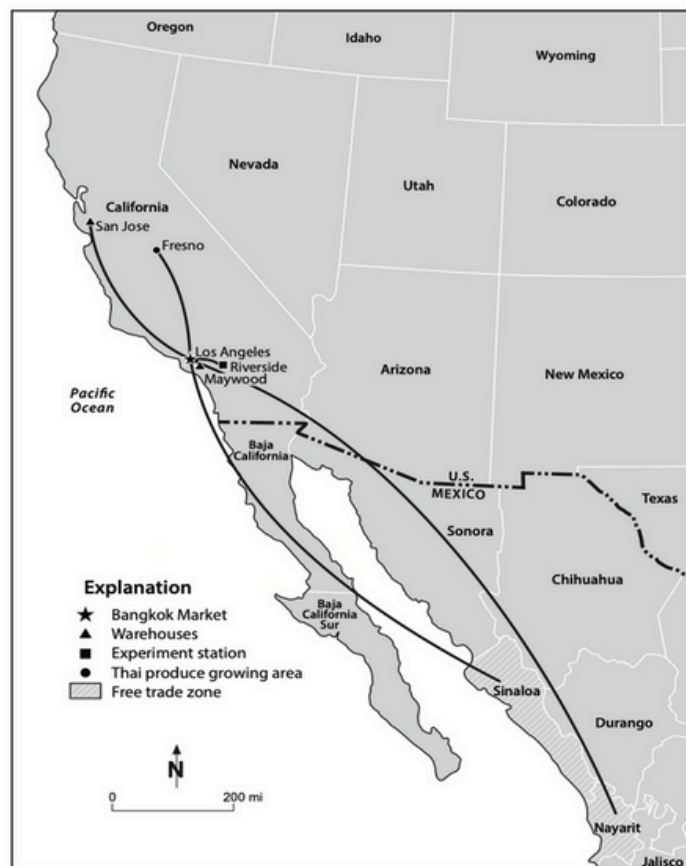 Oregon
Idaho
Wyoming
Nevada
Utah
Colorado
California
San Jose
Fresno
Los Angeles
Riverside
Maywood
Arizona
New Mexico
Pacific
Ocean
Baja
California
U.S.
MEXICO
Texas
Sonora
Chihuahua
Explanation
Bangkok Market
Warehouses
Experiment station
Thai produce growing area
Free trade zone
Baja
California
Sur
Sinaloa
Durango
N
0 200 mi
Nayarit
Jalisco